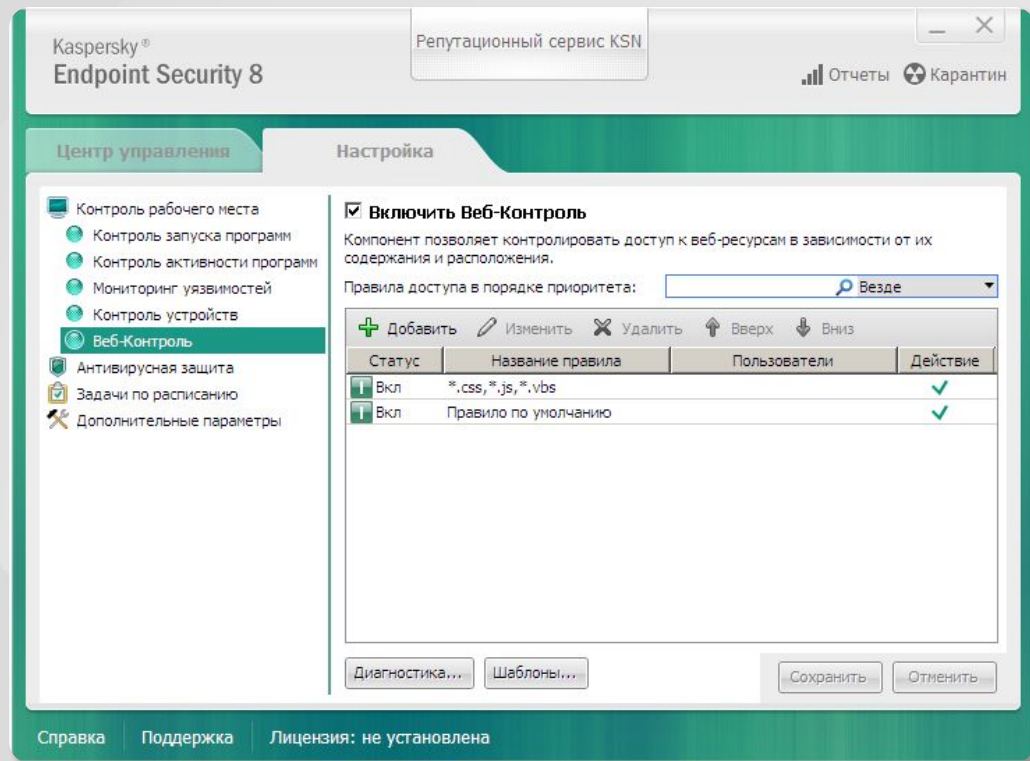 Kaspersky ®
Endpoint Security 8
Репутационный сервис KSN
Отчеты
Карантин
Центр управления
Настройка
Контроль рабочего места
Контроль запуска программ
Контроль активности программ
Мониторинг уязвимостей
Контроль устройств
Веб-Контроль
Антивирусная защита
Задачи по расписанию
Дополнительные параметры
Включить Веб-Контроль
Компонент позволяет контролировать доступ к веб-ресурсам в зависимости от их
содержания и расположения.
Правила доступа в порядке приоритета:
Везде
Добавить Изменить Удалить Вверх Вниз
Статус Название правила Пользователи Действие
Вкл *.css,*.js,*.vbs
Вкл Правило по умолчанию
Диагностика... Шаблоны... Сохранить Отменить
Справка Поддержка Лицензия: не установлена